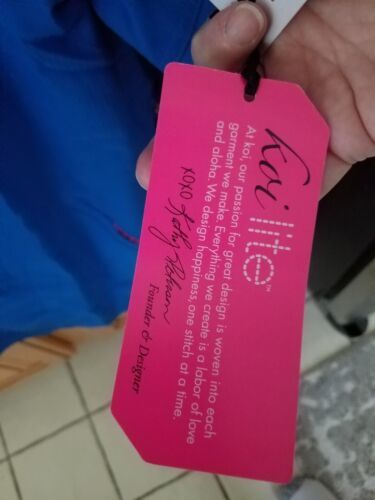 koi lite™
At koi, our passion for great design is woven into each
garment we make. Everything we create is a labor of love
and aloha. We design happiness, one stitch at a time.
xoxo Kathy Peterson
Founder & Designer